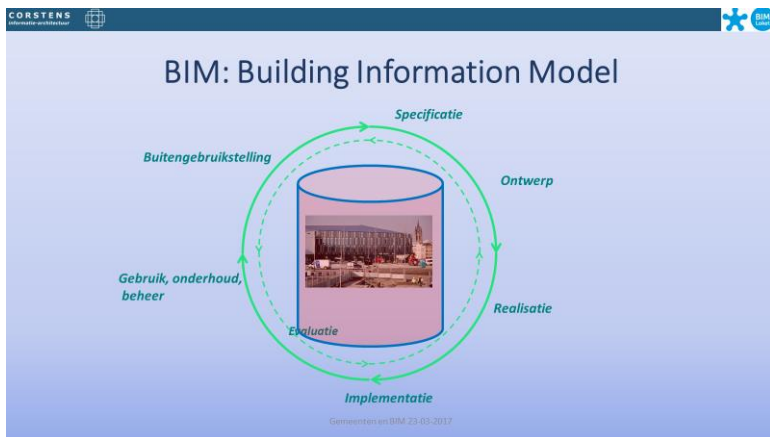 CORSTENS
informatie-architectuur
BIM
Loket
BIM: Building Information Model
Specificatie
Buitengebruikstelling
Ontwerp
Gebruik, onderhoud,
beheer
Realisatie
Evaluatie
Implementatie
Gemeenten en BIM 23-03-2017